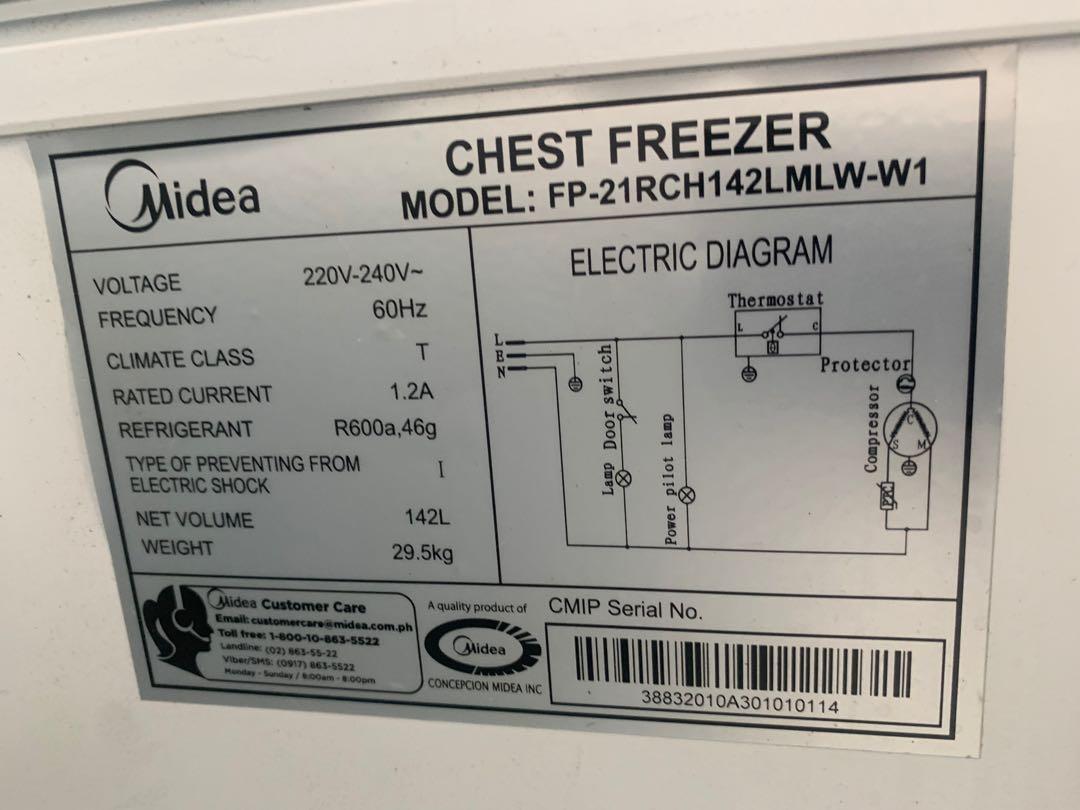 Midea
CHEST FREEZER
MODEL: FP-21RCH142LMLW-W1
VOLTAGE 220V-240V~
FREQUENCY 60Hz
CLIMATE CLASS T
RATED CURRENT 1.2A
REFRIGERANT R600a,46g
TYPE OF PREVENTING FROM
ELECTRIC SHOCK I
NET VOLUME 142L
WEIGHT 29.5kg
ELECTRIC DIAGRAM
Thermostat
L C
L
E
N
Protector
Lamp Door switch
Power pilot lamp
Compressor
C
S M
PTC
Midea Customer Care
Email: customercare@midea.com.ph
Toll free: 1-800-10-863-5522
Landline: (02) 863-55-22
Viber/SMS: (0917) 863-5522
Monday - Sunday / 8:00am - 8:00pm
A quality product of
Midea
CONCEPCION MIDEA INC
CMIP Serial No.
38832010A301010114